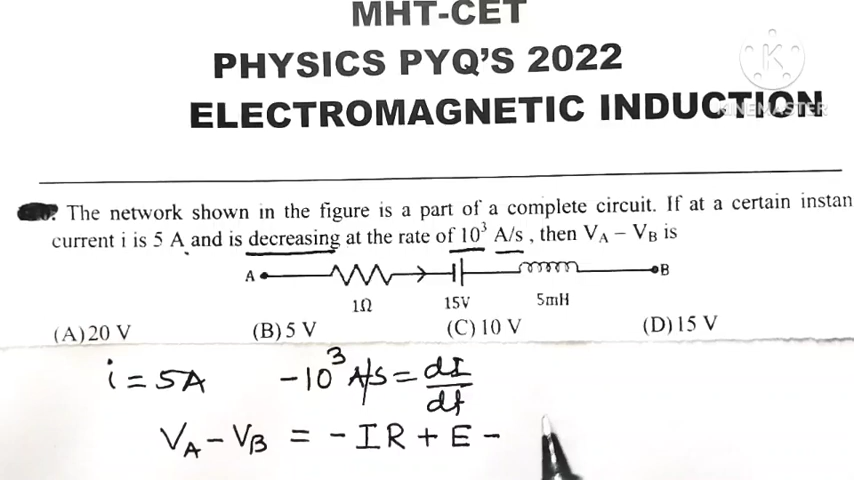 MHT-CET
PHYSICS PYQ'S 2022
K
KINEMASTER
ELECTROMAGNETIC INDUCTION
The network shown in the figure is a part of a complete circuit. If at a certain instan
current i is 5 A and is decreasing at the rate of 10³ A/s , then V_A – V_B is
A B
1Ω 15V 5mH
(A) 20 V (B) 5 V (C) 10 V (D) 15 V
i = 5A -10³ A/S = dI/dt
V_A - V_B = - IR + E -